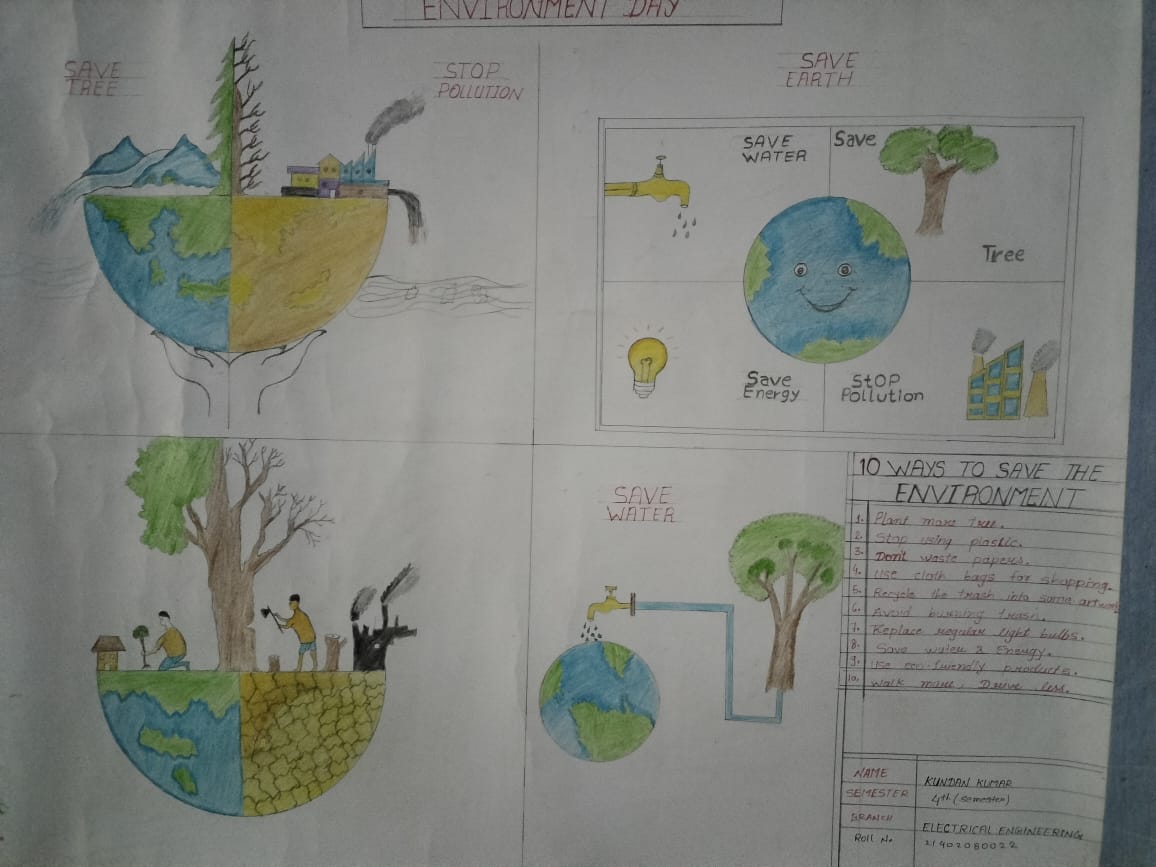 ENVIRONMENT DAY
SAVE
TREE
STOP
POLLUTION
SAVE
EARTH
SAVE
WATER
Save
Tree
Save
Energy
StOP
Pollution
SAVE
WATER
10 WAYS TO SAVE THE
ENVIRONMENT
1. Plant more tree.
2. Stop using plastic.
3. Don't waste papers.
4. Use cloth bags for shopping.
5. Recycle the trash into some artwork
6. Avoid burning trash.
7. Replace regular light bulbs.
8. Save water & Energy.
9. Use eco-friendly products.
10. Walk more, Drive less.
NAME KUNDAN KUMAR
SEMESTER 4th (semester)
BRANCH ELECTRICAL ENGINEERING
Roll No. 21402080022